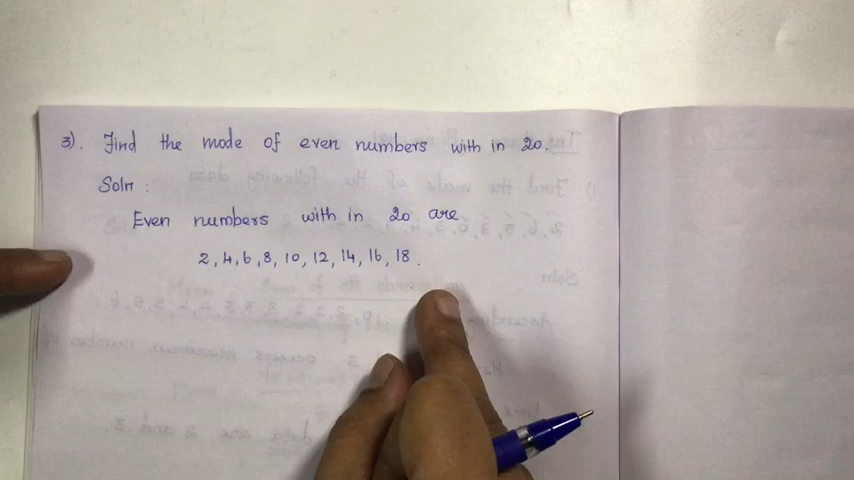 3). Find the mode of even numbers with in 20.
Soln :
Even numbers with in 20 are
2, 4, 6, 8, 10, 12, 14, 16, 18.